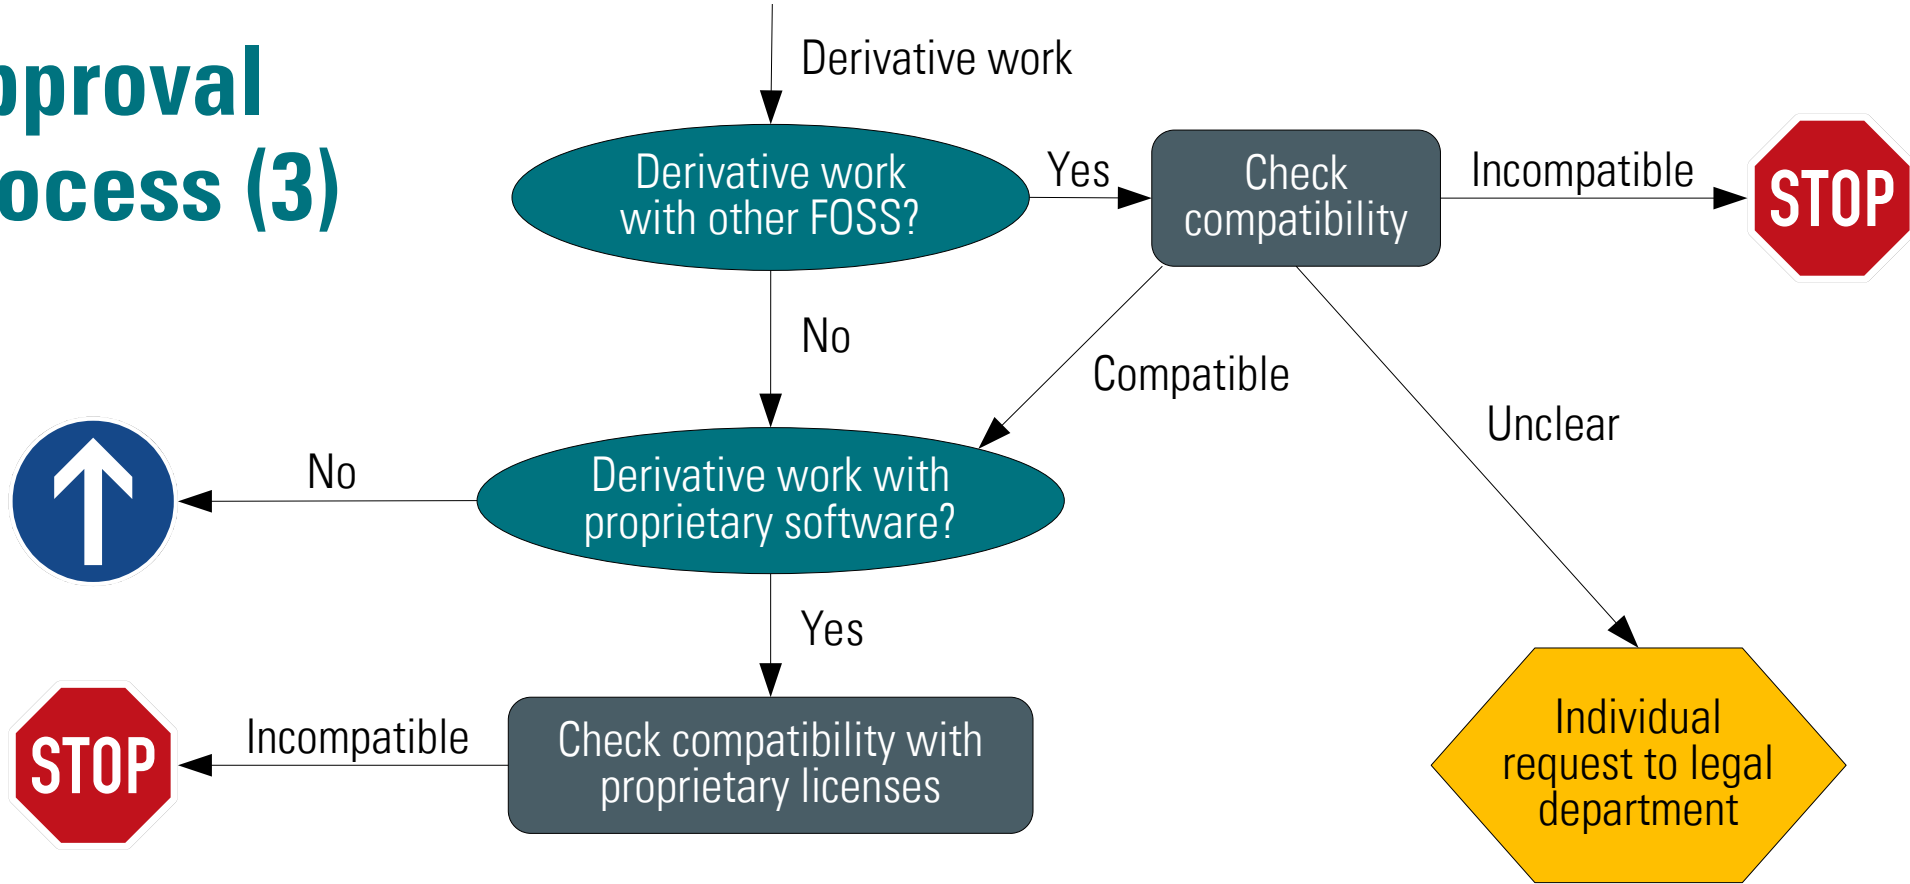 pproval
ocess (3)
Derivative work
Derivative work
with other FOSS?
Yes
Check
compatibility
Incompatible
STOP
No
Compatible
Unclear
No
Derivative work with
proprietary software?
Yes
STOP
Incompatible
Check compatibility with
proprietary licenses
Individual
request to legal
department